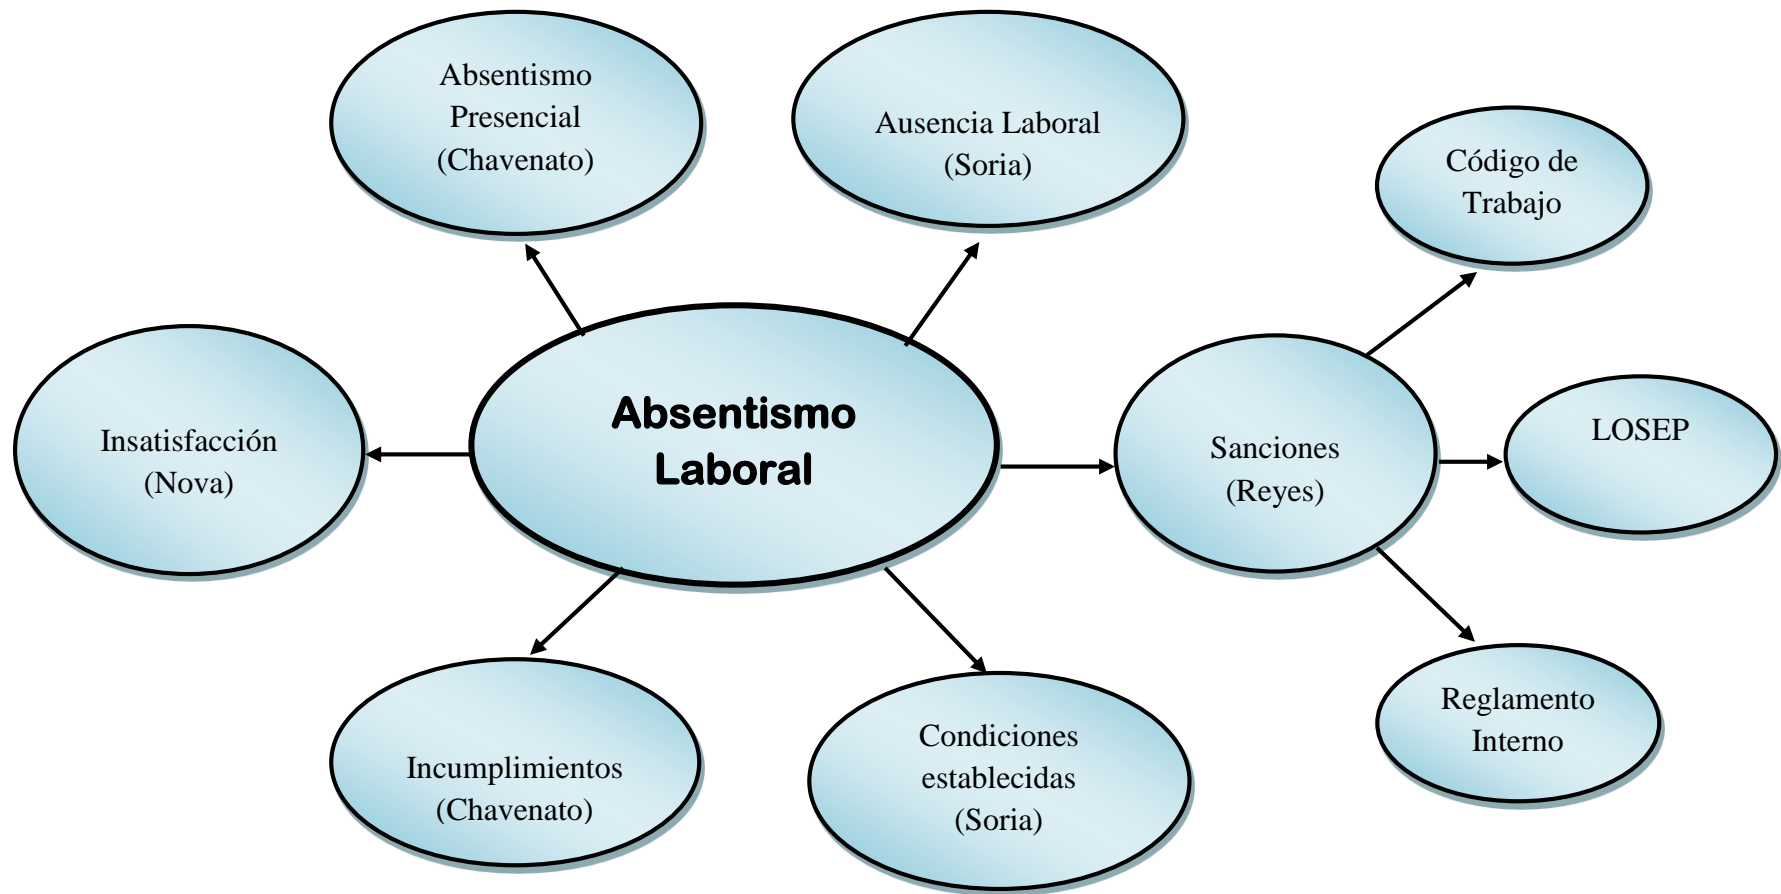 Absentismo
Presencial
(Chavenato)
Ausencia Laboral
(Soria)
Código de
Trabajo
Insatisfacción
(Nova)
Absentismo
Laboral
Sanciones
(Reyes)
LOSEP
Incumplimientos
(Chavenato)
Condiciones
establecidas
(Soria)
Reglamento
Interno